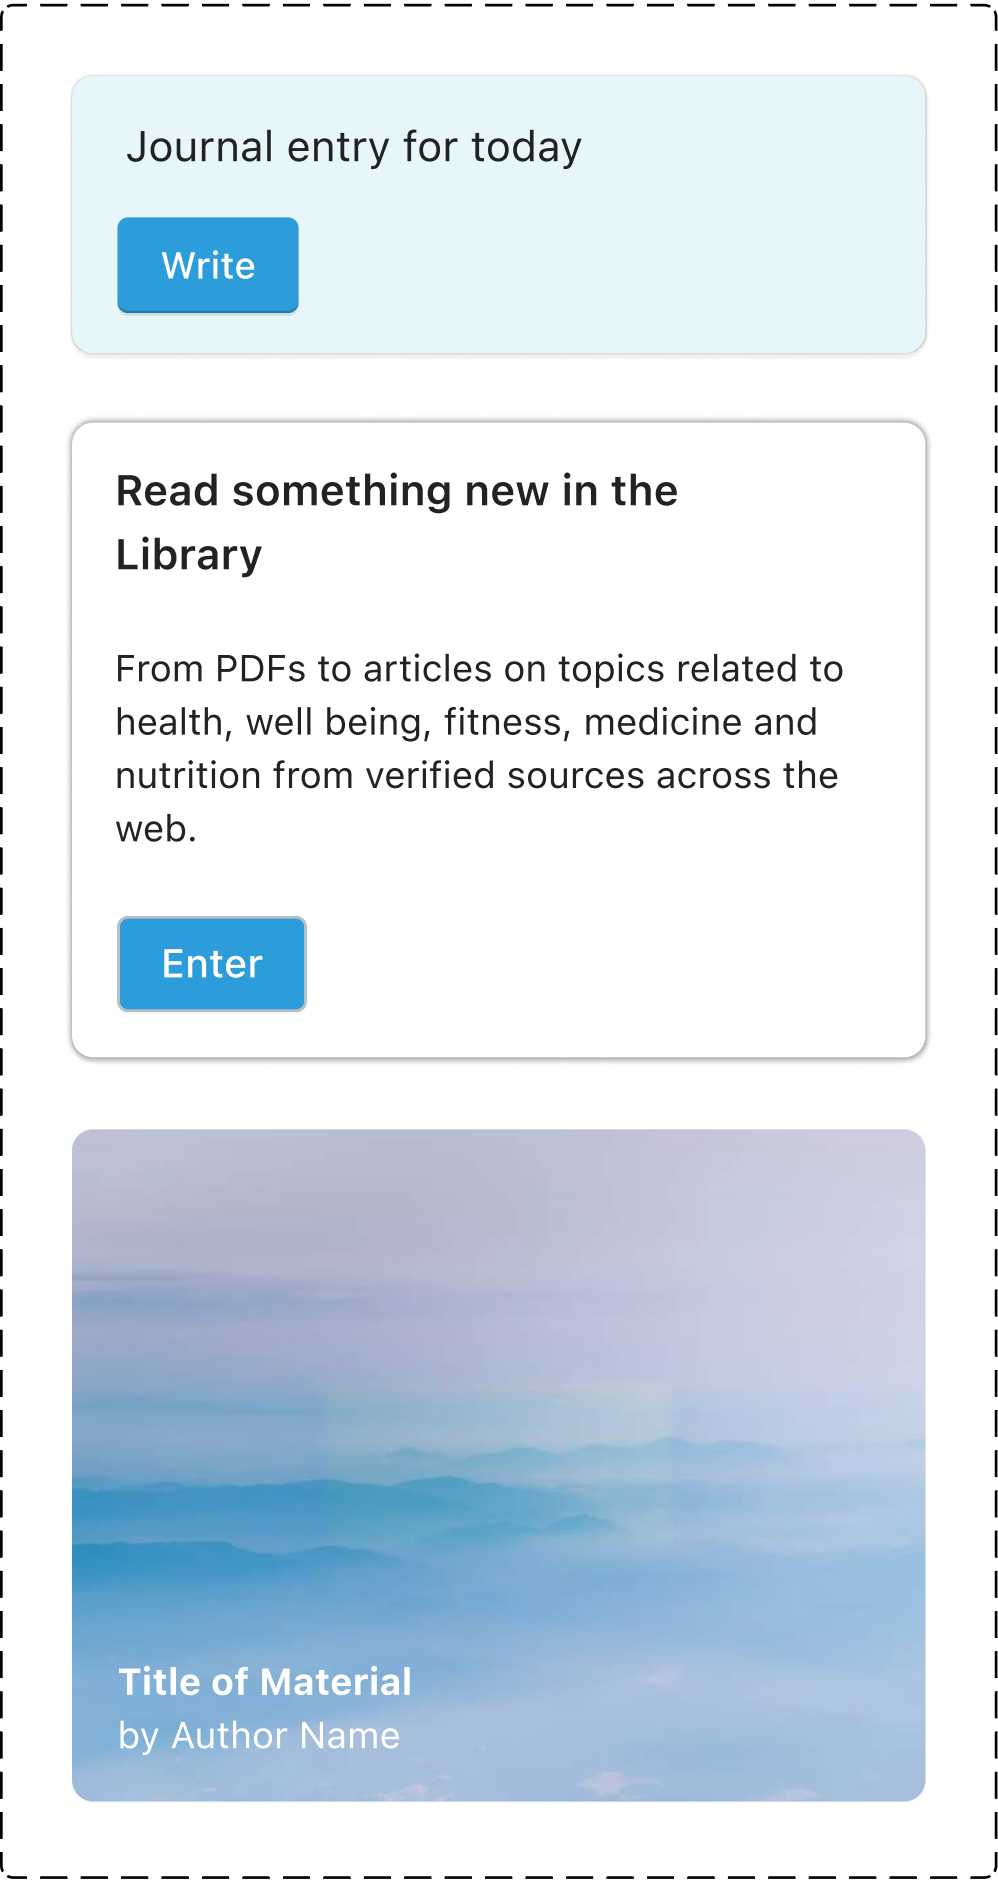 Journal entry for today
Write
Read something new in the
Library
From PDFs to articles on topics related to
health, well being, fitness, medicine and
nutrition from verified sources across the
web.
Enter
Title of Material
by Author Name